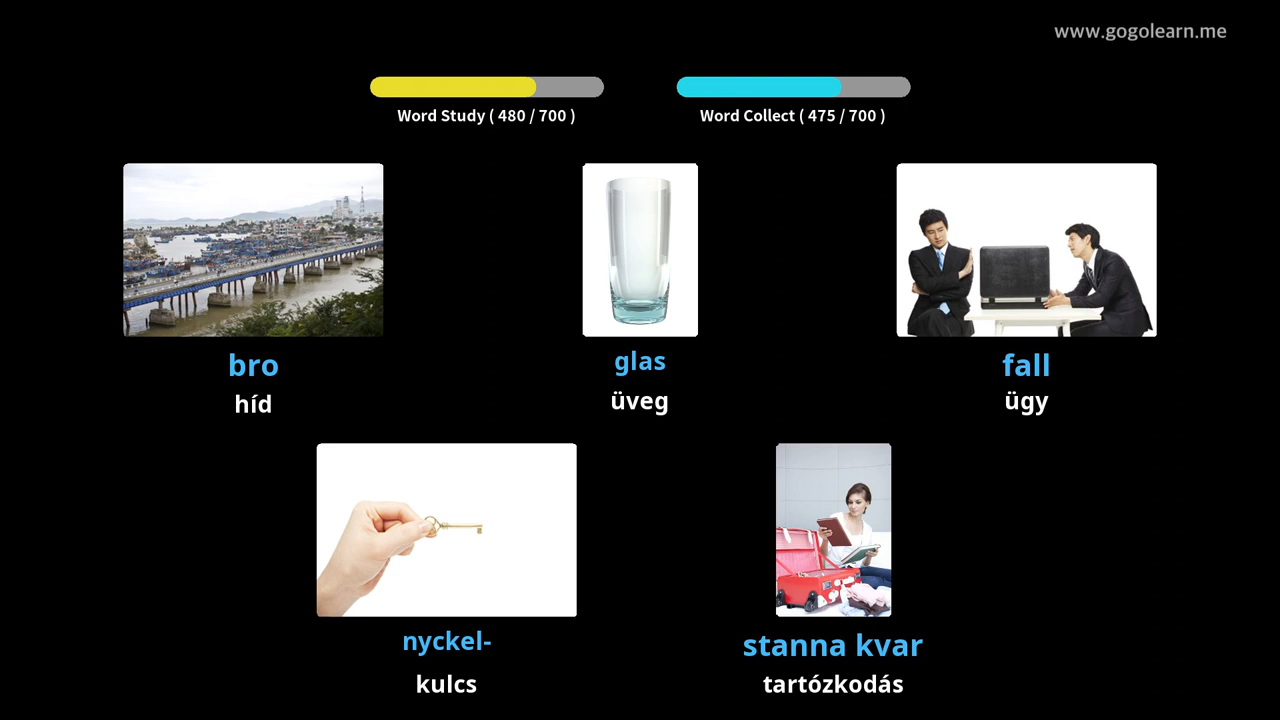 www.gogolearn.me
Word Study ( 480 / 700 )
Word Collect ( 475 / 700 )
bro
híd
glas
üveg
fall
ügy
nyckel-
kulcs
stanna kvar
tartózkodás